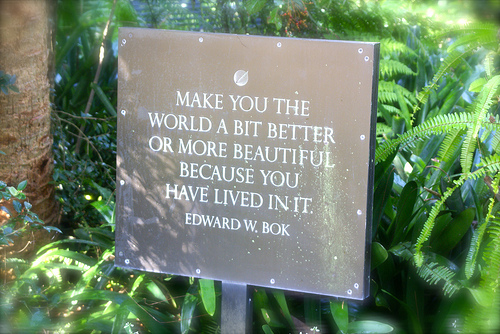 MAKE YOU THE
WORLD A BIT BETTER
OR MORE BEAUTIFUL
BECAUSE YOU
HAVE LIVED IN IT.
EDWARD W. BOK